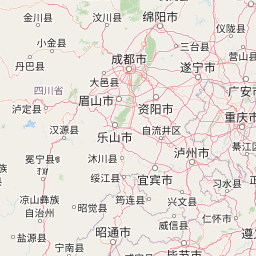 金川县
汶川县
绵阳市
仪陇县
小金县
三台县
成都市
营山县
丹巴县
遂宁市
大邑县
四川省
广安
眉山市
资阳市
泸定县
重庆
汉源县
乐山市
自流井区
綦江
冕宁县
沐川县
泸州市
绥江县
宜宾市
习水县
凉山彝族
自治州
昭觉县
筠连县
兴文县
仁怀市
盐源县
威信县
遵
宁南县
昭通市
毕节市